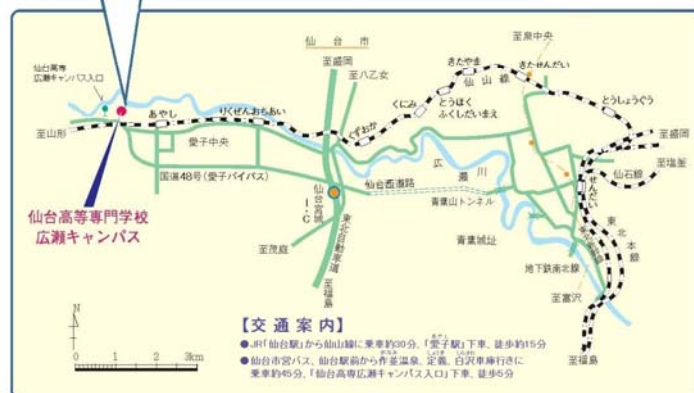 仙台市
至盛岡
至八乙女
至泉中央
きたやま
仙山線
きたせんだい
くにみ
とうほく
ふくしだいまえ
とうしょうぐう
仙台高専
広瀬キャンパス入口
あやし
りくぜんおちあい
くずおか
至山形
愛子中央
至盛岡
至塩釜
仙石線
せんだい
国道48号(愛子バイパス)
仙台宮城
I.C
仙台西道路
広瀬川
青葉山トンネル
東北本線
仙台高等専門学校
広瀬キャンパス
東北自動車道
青葉城址
至茂庭
地下鉄南北線
至富沢
至福島
至福島
N
0 1 2 3km
【交通案内】
●JR「仙台駅」から仙山線に乗車約30分、「愛子駅」下車、徒歩約15分
●仙台市営バス、仙台駅前から作並温泉、定義、白沢車庫行きに
乗車約45分、「仙台高専広瀬キャンパス入口」下車、徒歩5分